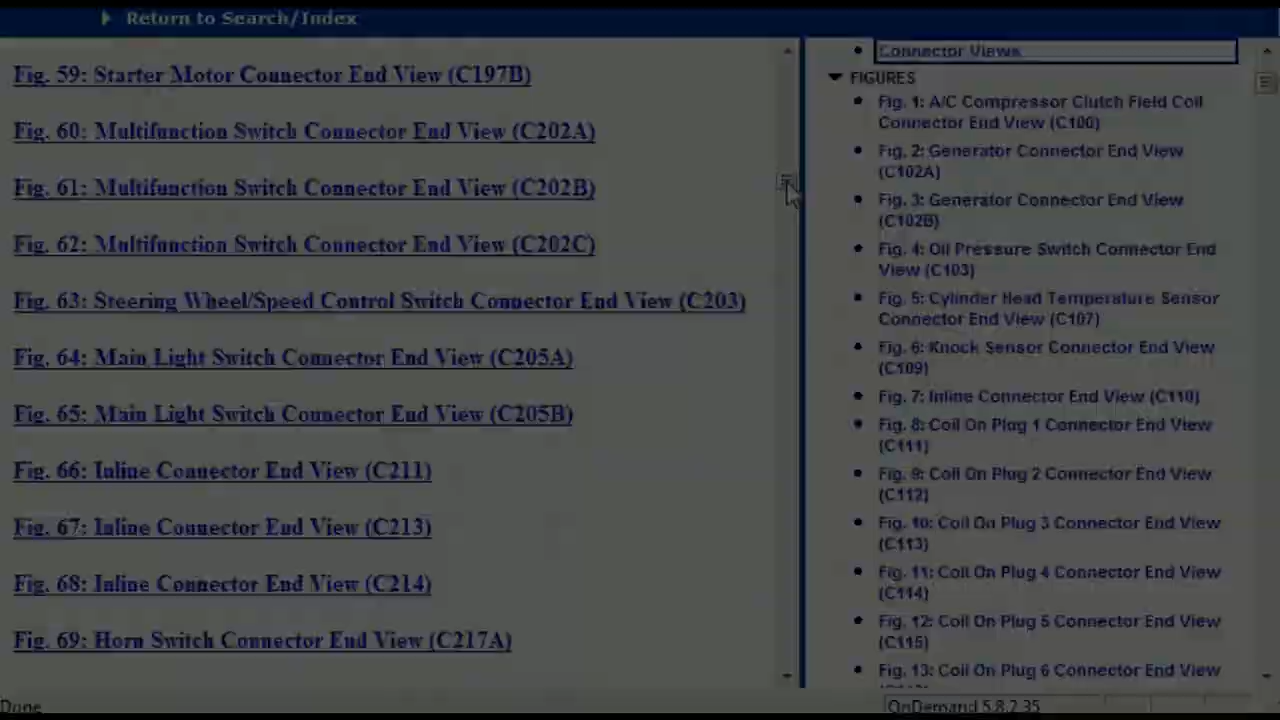 Return to Search/Index
Fig. 59: Starter Motor Connector End View (C197B)
Fig. 60: Multifunction Switch Connector End View (C202A)
Fig. 61: Multifunction Switch Connector End View (C202B)
Fig. 62: Multifunction Switch Connector End View (C202C)
Fig. 63: Steering Wheel/Speed Control Switch Connector End View (C203)
Fig. 64: Main Light Switch Connector End View (C205A)
Fig. 65: Main Light Switch Connector End View (C205B)
Fig. 66: Inline Connector End View (C211)
Fig. 67: Inline Connector End View (C213)
Fig. 68: Inline Connector End View (C214)
Fig. 69: Horn Switch Connector End View (C217A)
Connector Views
FIGURES
Fig. 1: A/C Compressor Clutch Field Coil
Connector End View (C100)
Fig. 2: Generator Connector End View
(C102A)
Fig. 3: Generator Connector End View
(C102B)
Fig. 4: Oil Pressure Switch Connector End
View (C103)
Fig. 5: Cylinder Head Temperature Sensor
Connector End View (C107)
Fig. 6: Knock Sensor Connector End View
(C109)
Fig. 7: Inline Connector End View (C110)
Fig. 8: Coil On Plug 1 Connector End View
(C111)
Fig. 9: Coil On Plug 2 Connector End View
(C112)
Fig. 10: Coil On Plug 3 Connector End View
(C113)
Fig. 11: Coil On Plug 4 Connector End View
(C114)
Fig. 12: Coil On Plug 5 Connector End View
(C115)
Fig. 13: Coil On Plug 6 Connector End View
Done
OnDemand 5.8.2.35